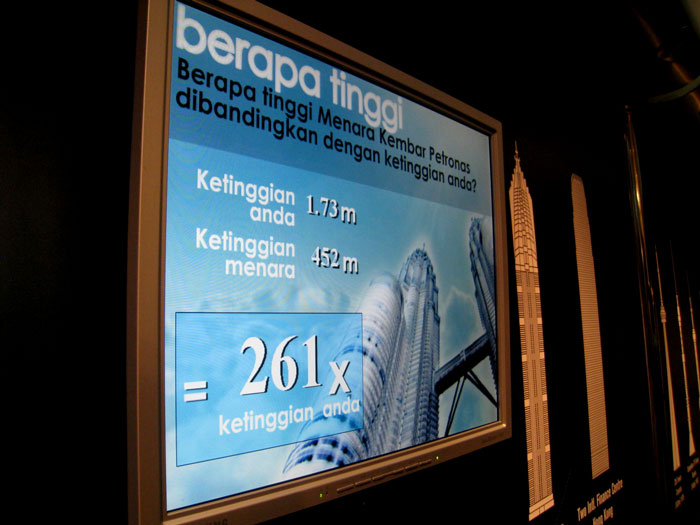 berapa tinggi
Berapa tinggi Menara Kembar Petronas
dibandingkan dengan ketinggian anda?
Ketinggian
anda
1.73 m
Ketinggian
menara
452 m
= 261 x
ketinggian anda
Two Intl. Finance Centre
Hong Kong